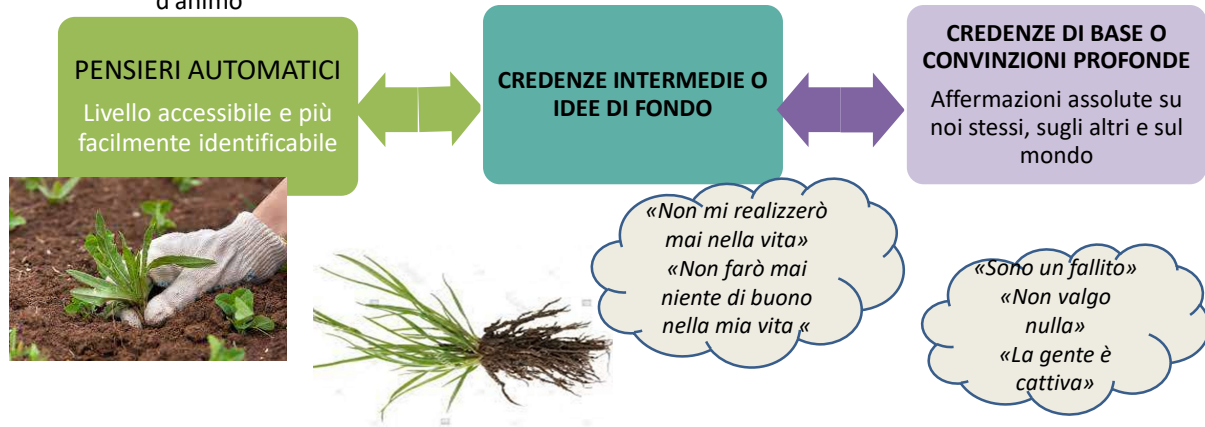 d'animo
PENSIERI AUTOMATICI
Livello accessibile e più
facilmente identificabile
CREDENZE INTERMEDIE O
IDEE DI FONDO
CREDENZE DI BASE O
CONVINZIONI PROFONDE
Affermazioni assolute su
noi stessi, sugli altri e sul
mondo
«Non mi realizzerò
mai nella vita»
«Non farò mai
niente di buono
nella mia vita «
«Sono un fallito»
«Non valgo
nulla»
«La gente è
cattiva»